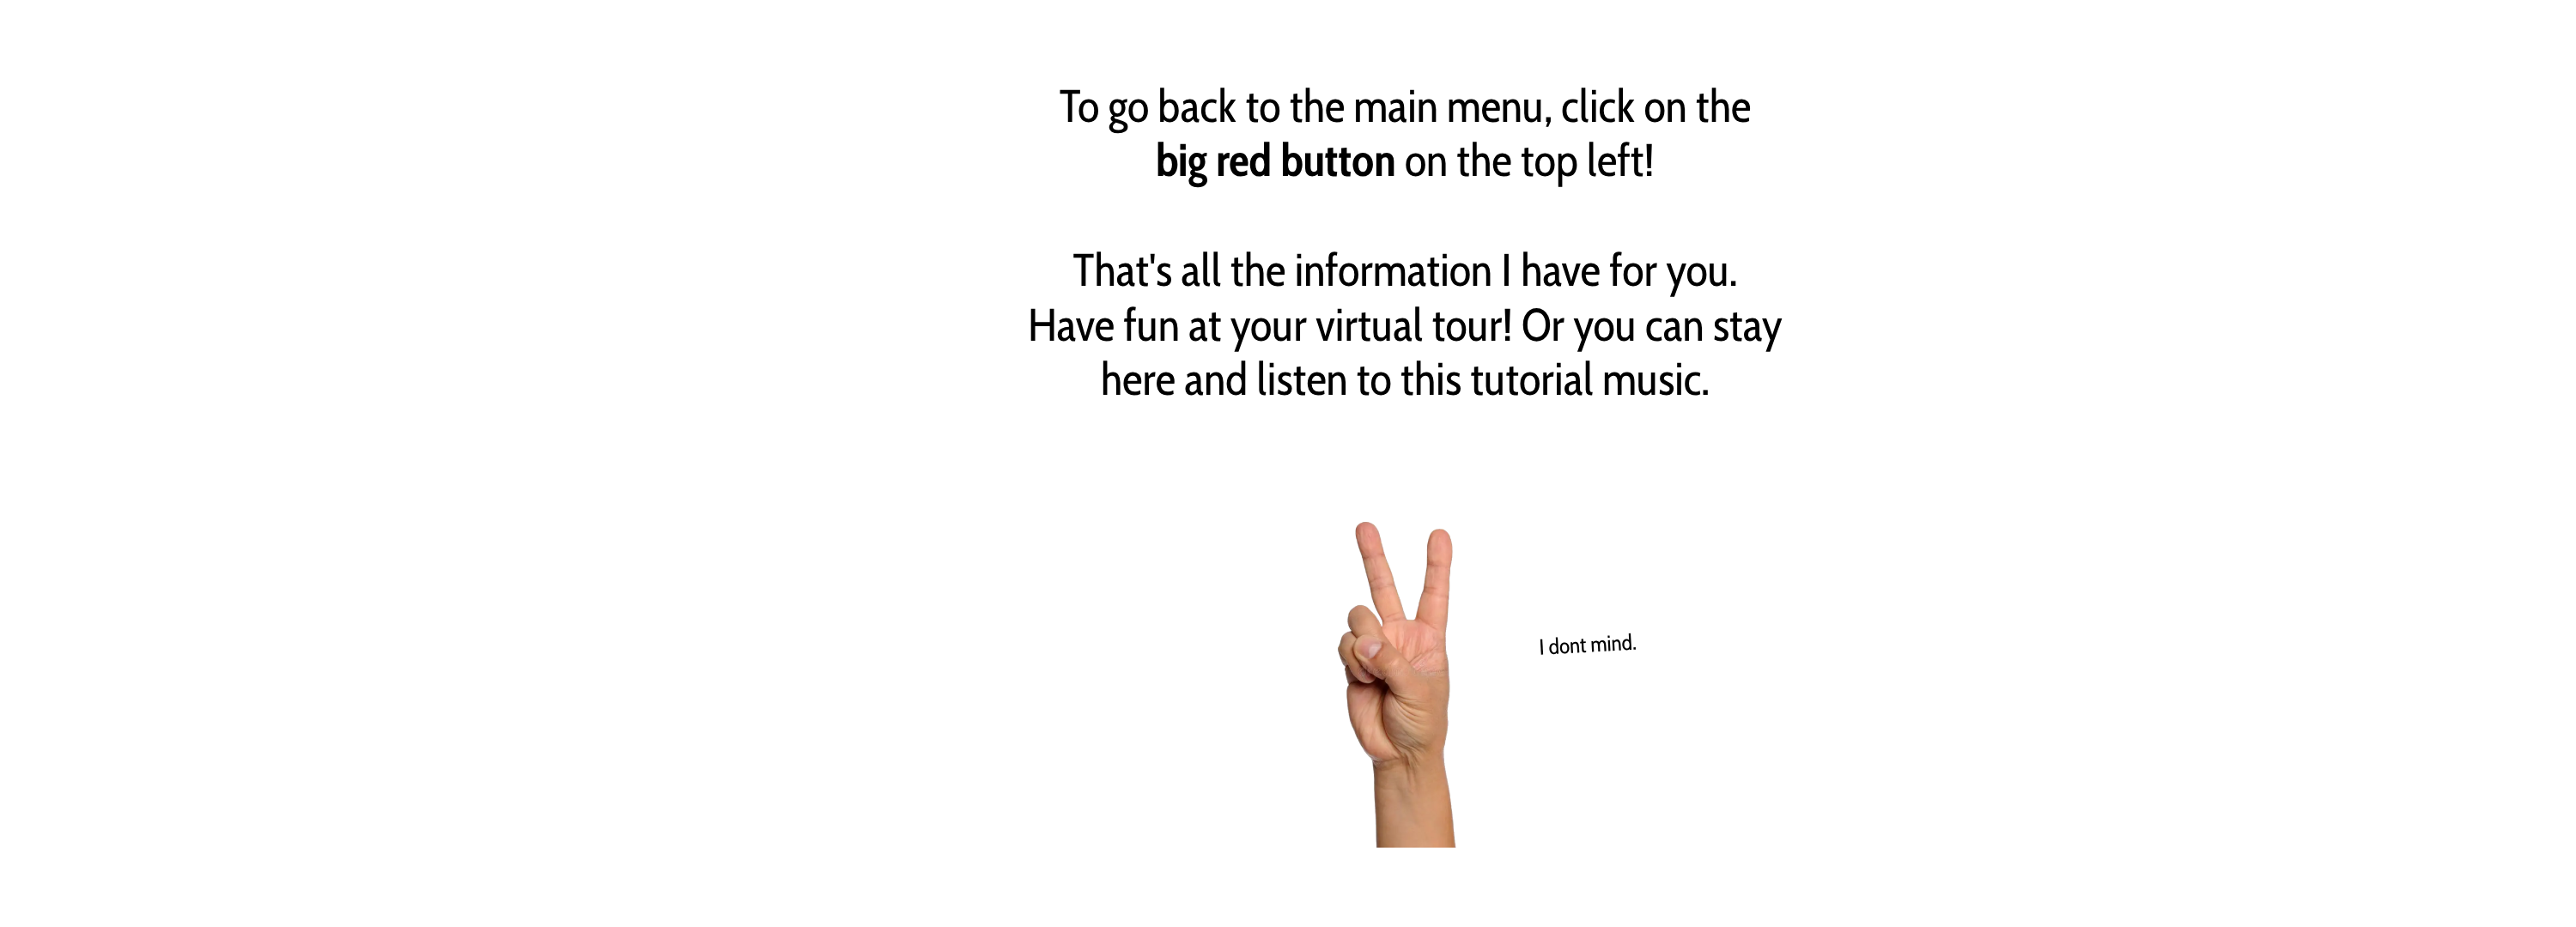 To go back to the main menu, click on the
big red button on the top left!
That's all the information I have for you.
Have fun at your virtual tour! Or you can stay
here and listen to this tutorial music.
I dont mind.